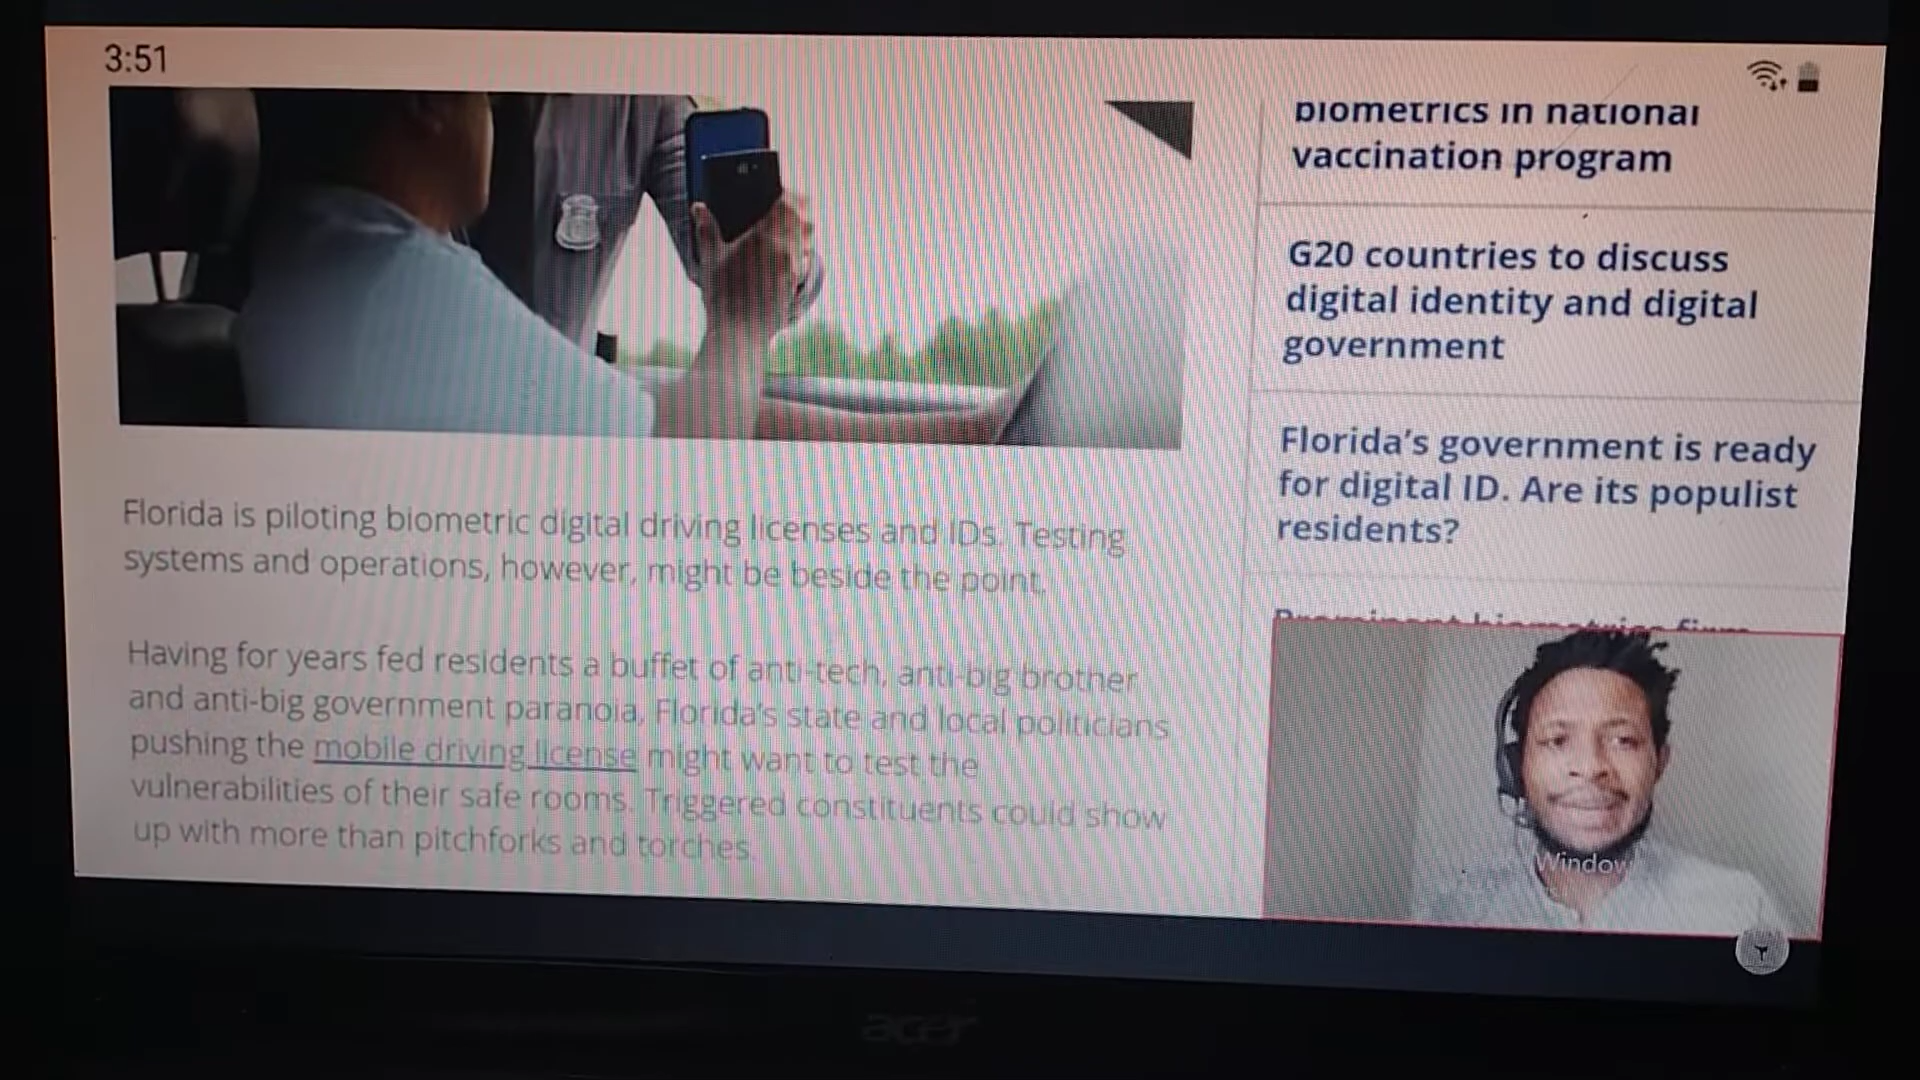 3:51
biometrics in national
vaccination program
G20 countries to discuss
digital identity and digital
government
Florida's government is ready
for digital ID. Are its populist
residents?
Prominent biometrics firm
Florida is piloting biometric digital driving licenses and IDs. Testing
systems and operations, however, might be beside the point.
Having for years fed residents a buffet of anti-tech, anti-big brother
and anti-big government paranoia, Florida's state and local politicians
pushing the mobile driving license might want to test the
vulnerabilities of their safe rooms. Triggered constituents could show
up with more than pitchforks and torches.
Window
acer